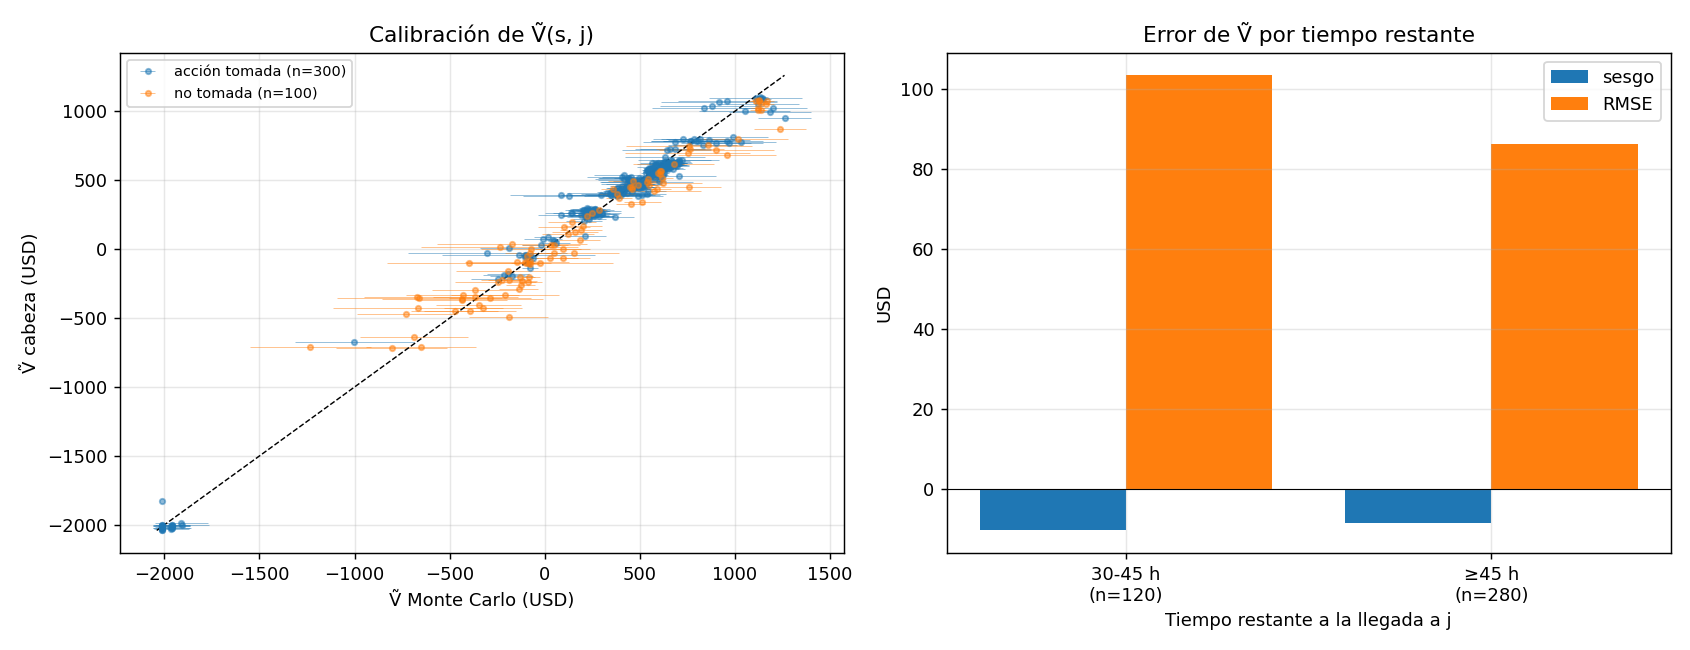 Calibración de Ṽ(s, j)
acción tomada (n=300)
no tomada (n=100)
Ṽ cabeza (USD)
1000
500
0
−500
−1000
−1500
−2000
−2000 −1500 −1000 −500 0 500 1000 1500
Ṽ Monte Carlo (USD)
Error de Ṽ por tiempo restante
sesgo
RMSE
USD
100
80
60
40
20
0
30-45 h
(n=120)
≥45 h
(n=280)
Tiempo restante a la llegada a j